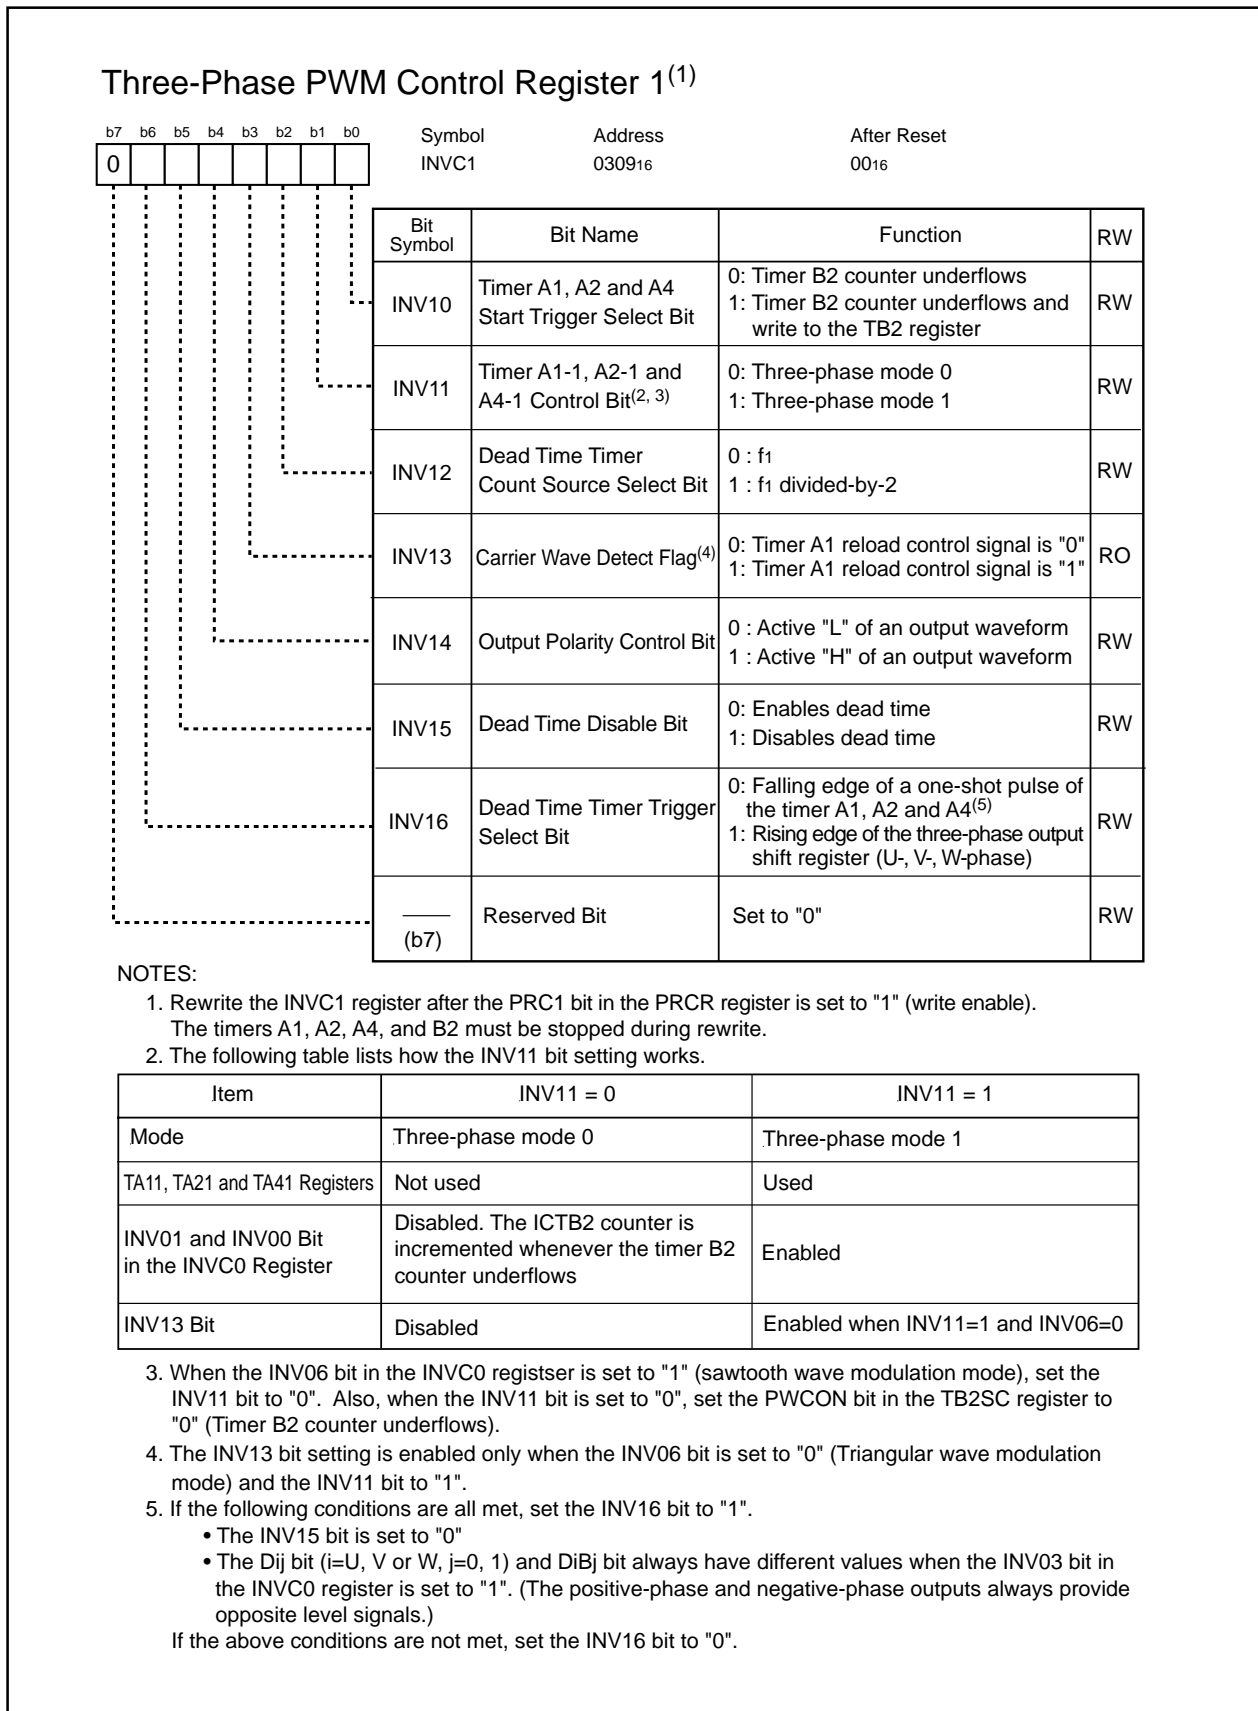 Three-Phase PWM Control Register 1(1)
b7 b6 b5 b4 b3 b2 b1 b0
Symbol Address After Reset
0
INVC1 030916 0016
Bit Symbol Bit Name Function RW
INV10
Timer A1, A2 and A4
Start Trigger Select Bit
0: Timer B2 counter underflows
1: Timer B2 counter underflows and
write to the TB2 register
RW
INV11
Timer A1-1, A2-1 and
A4-1 Control Bit(2, 3)
0: Three-phase mode 0
1: Three-phase mode 1
RW
INV12
Dead Time Timer
Count Source Select Bit
0 : f1
1 : f1 divided-by-2
RW
INV13
Carrier Wave Detect Flag(4)
0: Timer A1 reload control signal is "0"
1: Timer A1 reload control signal is "1"
RO
INV14
Output Polarity Control Bit
0 : Active "L" of an output waveform
1 : Active "H" of an output waveform
RW
INV15
Dead Time Disable Bit
0: Enables dead time
1: Disables dead time
RW
INV16
Dead Time Timer Trigger
Select Bit
0: Falling edge of a one-shot pulse of
the timer A1, A2 and A4(5)
1: Rising edge of the three-phase output
shift register (U-, V-, W-phase)
RW
(b7)
Reserved Bit
Set to "0"
RW
NOTES:
1. Rewrite the INVC1 register after the PRC1 bit in the PRCR register is set to "1" (write enable).
The timers A1, A2, A4, and B2 must be stopped during rewrite.
2. The following table lists how the INV11 bit setting works.
Item INV11 = 0 INV11 = 1
Mode Three-phase mode 0 Three-phase mode 1
TA11, TA21 and TA41 Registers Not used Used
INV01 and INV00 Bit
in the INVC0 Register
Disabled. The ICTB2 counter is
incremented whenever the timer B2
counter underflows
Enabled
INV13 Bit Disabled Enabled when INV11=1 and INV06=0
3. When the INV06 bit in the INVC0 registser is set to "1" (sawtooth wave modulation mode), set the
INV11 bit to "0". Also, when the INV11 bit is set to "0", set the PWCON bit in the TB2SC register to
"0" (Timer B2 counter underflows).
4. The INV13 bit setting is enabled only when the INV06 bit is set to "0" (Triangular wave modulation
mode) and the INV11 bit to "1".
5. If the following conditions are all met, set the INV16 bit to "1".
• The INV15 bit is set to "0"
• The Dij bit (i=U, V or W, j=0, 1) and DiBj bit always have different values when the INV03 bit in
the INVC0 register is set to "1". (The positive-phase and negative-phase outputs always provide
opposite level signals.)
If the above conditions are not met, set the INV16 bit to "0".